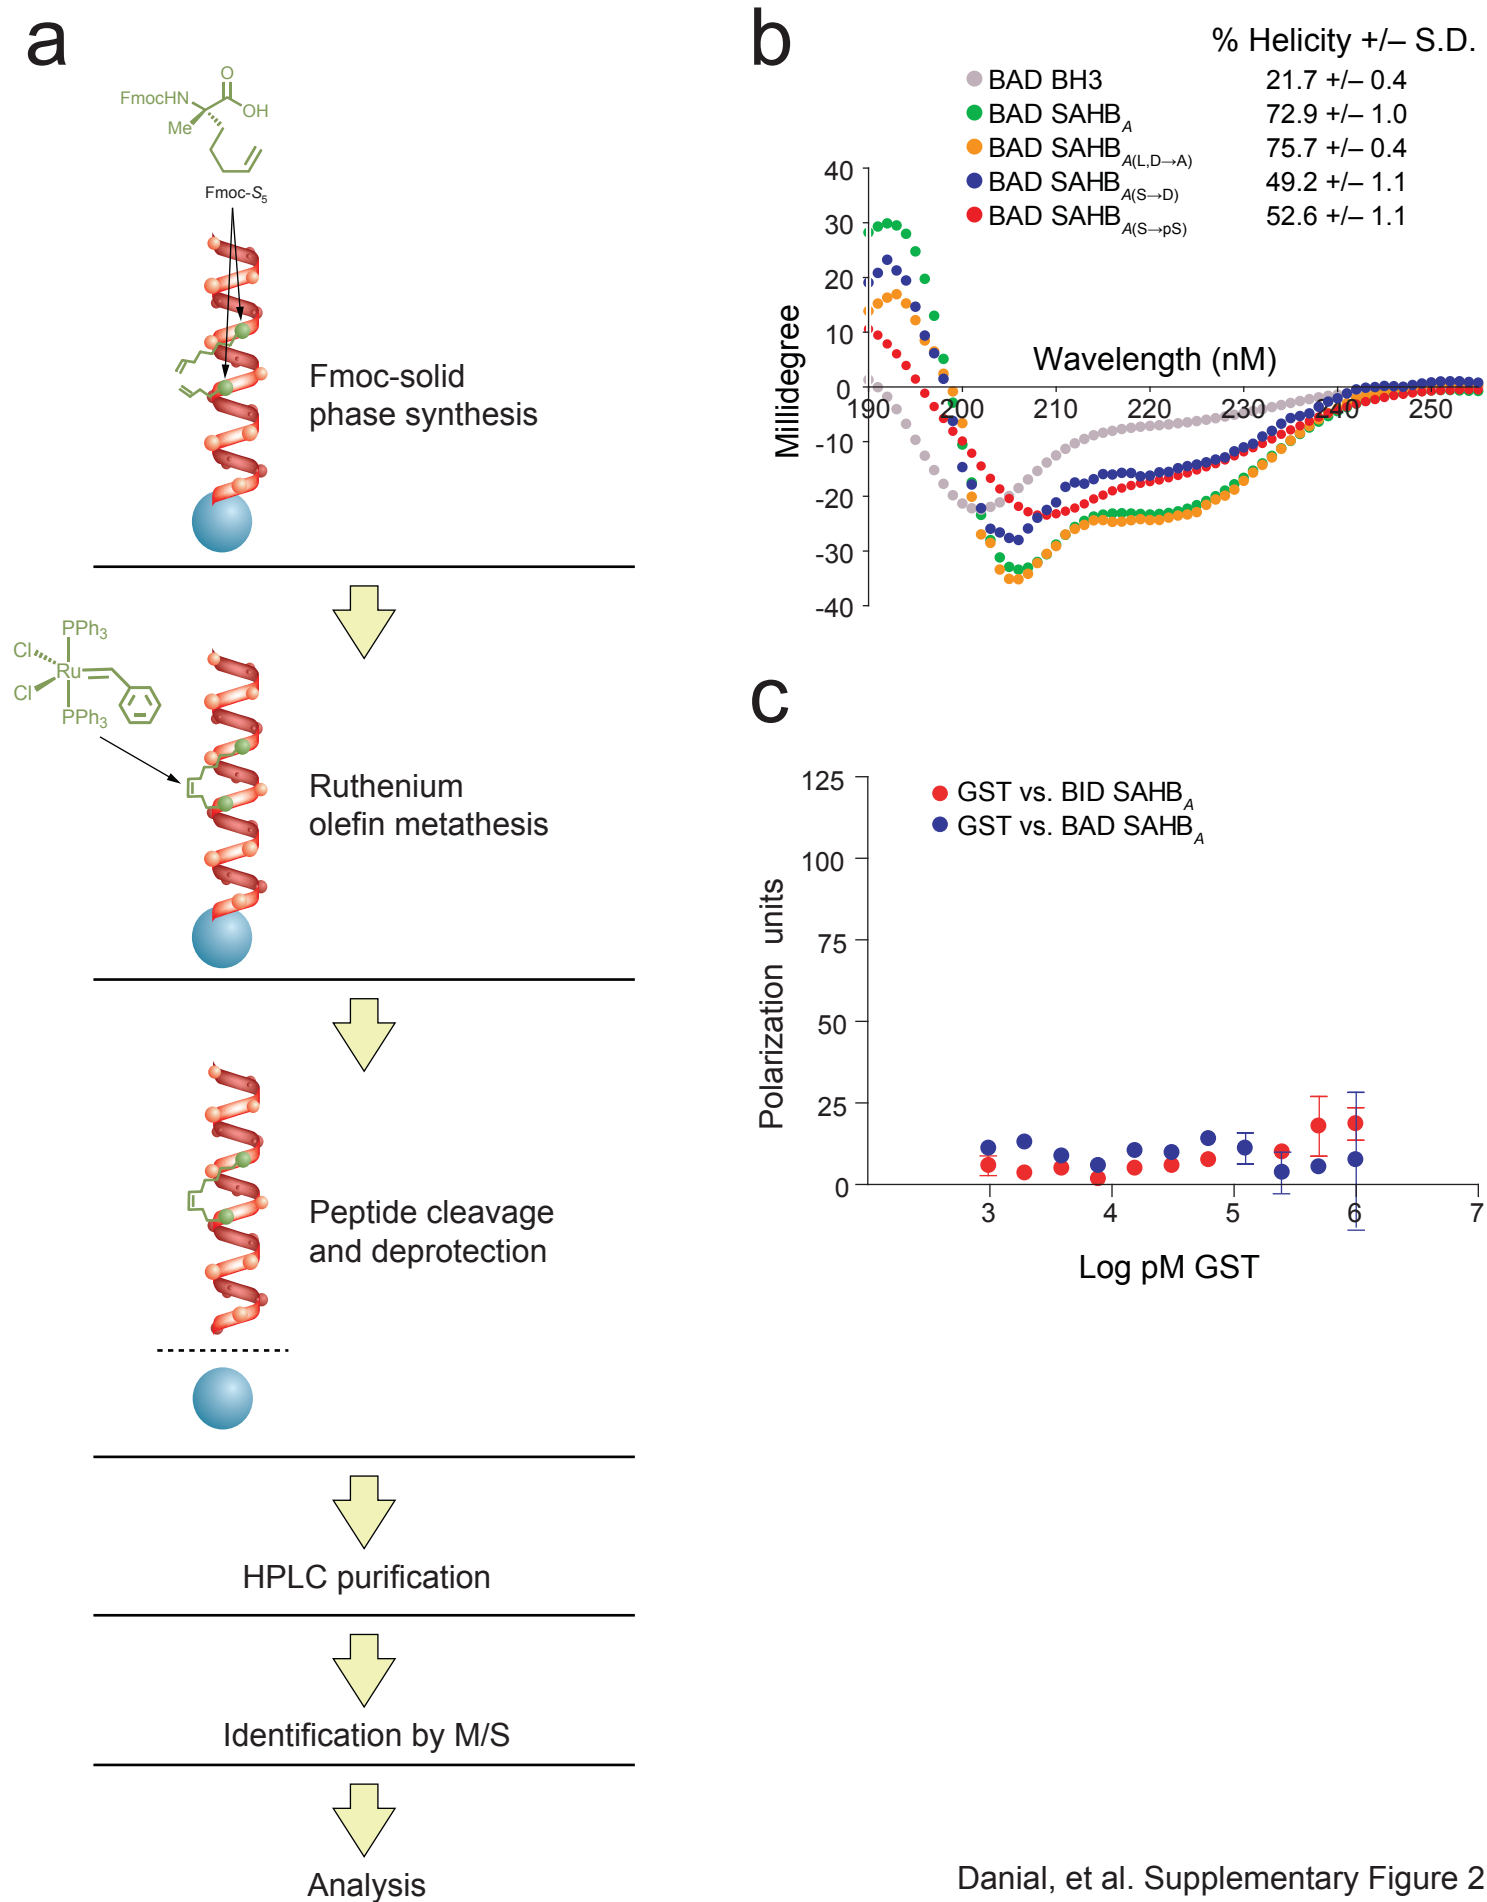 a
FmocHN
O
OH
Me
Fmoc-S5
Fmoc-solid
phase synthesis
PPh3
Cl
Ru
Cl
PPh3
Ruthenium
olefin metathesis
Peptide cleavage
and deprotection
HPLC purification
Identification by M/S
Analysis
b
% Helicity +/– S.D.
BAD BH3 21.7 +/– 0.4
BAD SAHBA 72.9 +/– 1.0
BAD SAHBA(L,D→A) 75.7 +/– 0.4
BAD SAHBA(S→D) 49.2 +/– 1.1
BAD SAHBA(S→pS) 52.6 +/– 1.1
40
30
20
10
0
-10
-20
-30
-40
Millidegree
Wavelength (nM)
190 200 210 220 230 240 250
c
GST vs. BID SAHBA
GST vs. BAD SAHBA
125
100
75
50
25
0
Polarization units
3 4 5 6 7
Log pM GST
Danial, et al. Supplementary Figure 2